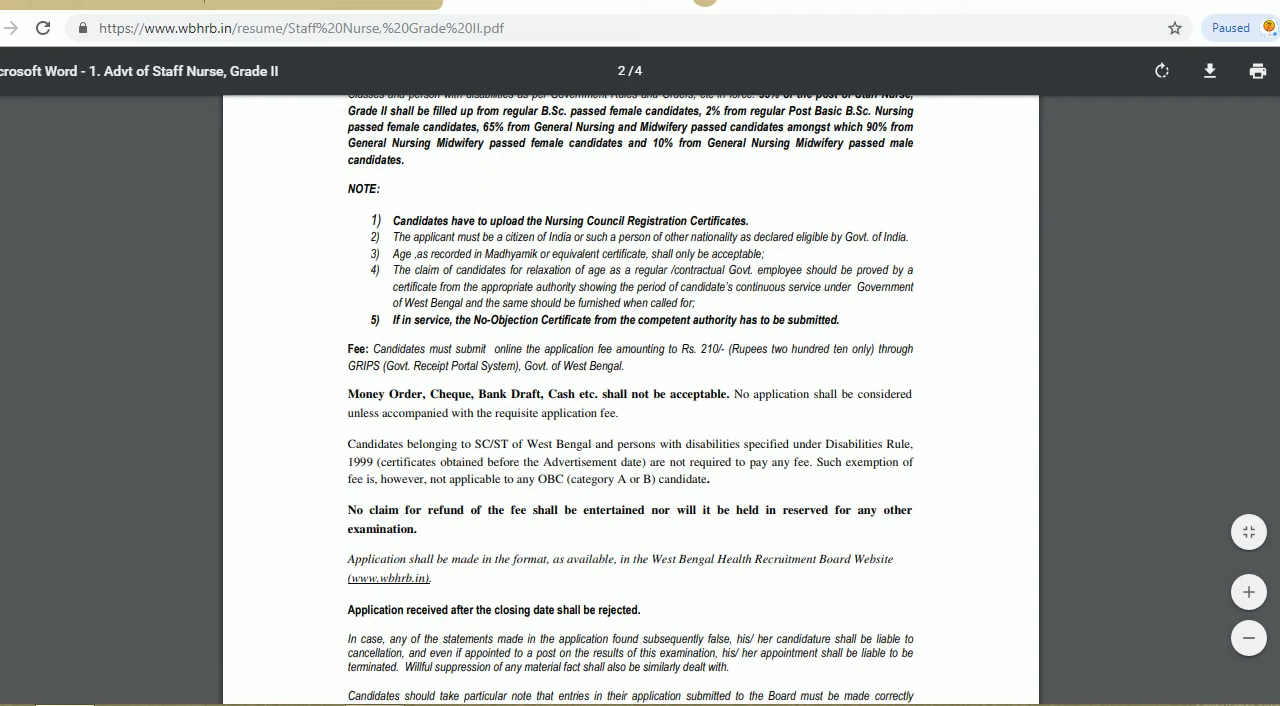 https://www.wbhrb.in/resume/Staff%20Nurse,%20Grade%20II.pdf
Paused
crosoft Word - 1. Advt of Staff Nurse, Grade II
2 / 4
Classes and person with disabilities as per Government Rules and Orders, etc in force. of the post of Staff Nurse,
Grade II shall be filled up from regular B.Sc. passed female candidates, 2% from regular Post Basic B.Sc. Nursing
passed female candidates, 65% from General Nursing and Midwifery passed candidates amongst which 90% from
General Nursing Midwifery passed female candidates and 10% from General Nursing Midwifery passed male
candidates.
NOTE:
1) Candidates have to upload the Nursing Council Registration Certificates.
2) The applicant must be a citizen of India or such a person of other nationality as declared eligible by Govt. of India.
3) Age ,as recorded in Madhyamik or equivalent certificate, shall only be acceptable;
4) The claim of candidates for relaxation of age as a regular /contractual Govt. employee should be proved by a
certificate from the appropriate authority showing the period of candidate's continuous service under Government
of West Bengal and the same should be furnished when called for;
5) If in service, the No-Objection Certificate from the competent authority has to be submitted.
Fee: Candidates must submit online the application fee amounting to Rs. 210/- (Rupees two hundred ten only) through
GRIPS (Govt. Receipt Portal System), Govt. of West Bengal.
Money Order, Cheque, Bank Draft, Cash etc. shall not be acceptable. No application shall be considered
unless accompanied with the requisite application fee.
Candidates belonging to SC/ST of West Bengal and persons with disabilities specified under Disabilities Rule,
1999 (certificates obtained before the Advertisement date) are not required to pay any fee. Such exemption of
fee is, however, not applicable to any OBC (category A or B) candidate.
No claim for refund of the fee shall be entertained nor will it be held in reserved for any other
examination.
Application shall be made in the format, as available, in the West Bengal Health Recruitment Board Website
(www.wbhrb.in).
Application received after the closing date shall be rejected.
In case, any of the statements made in the application found subsequently false, his/ her candidature shall be liable to
cancellation, and even if appointed to a post on the results of this examination, his/ her appointment shall be liable to be
terminated. Willful suppression of any material fact shall also be similarly dealt with.
Candidates should take particular note that entries in their application submitted to the Board must be made correctly